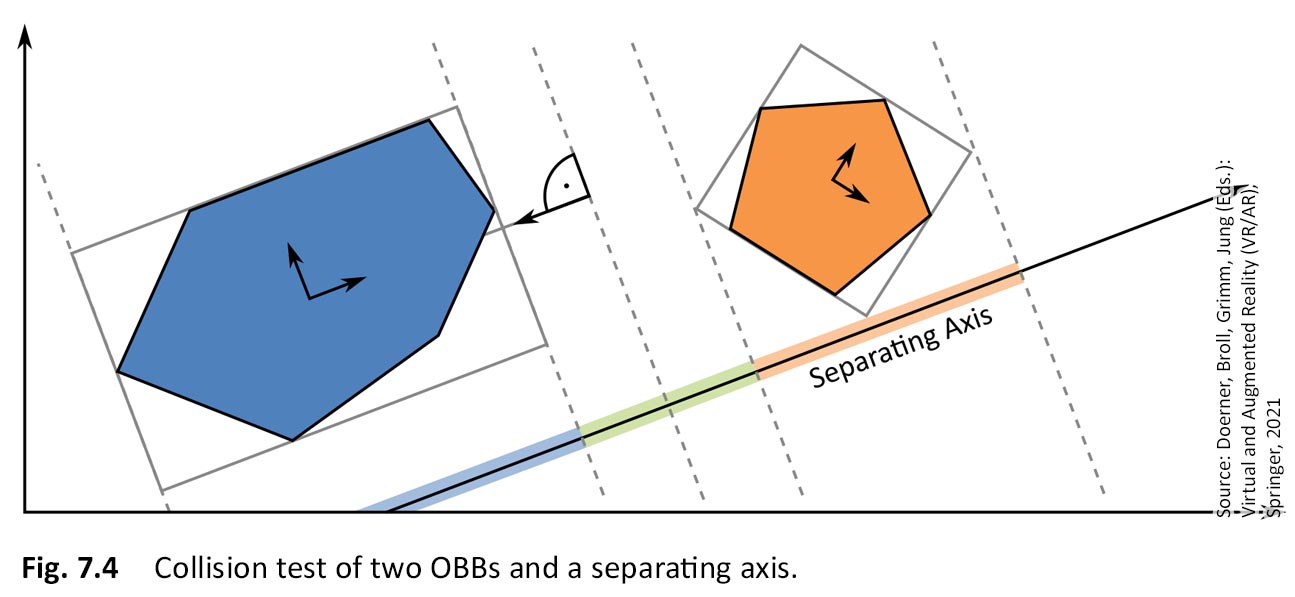 Separating Axis
Source: Doerner, Broll, Grimm, Jung (Eds.):
Virtual and Augmented Reality (VR/AR),
Springer, 2021
Fig. 7.4 Collision test of two OBBs and a separating axis.